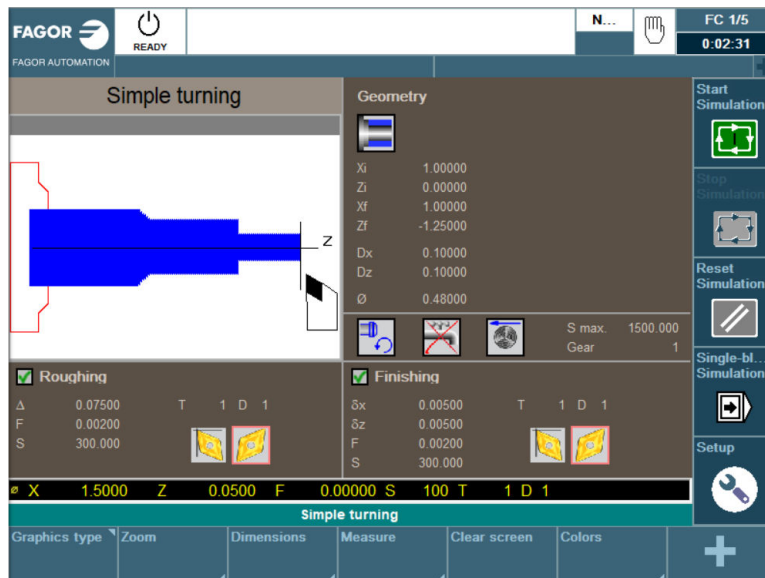 FAGOR
READY
N...
FC 1/5
0:02:31
FAGOR AUTOMATION
Simple turning
Z
Geometry
Xi 1.00000
Zi 0.00000
Xf 1.00000
Zf -1.25000
Dx 0.10000
Dz 0.10000
Ø 0.48000
S max. 1500.000
Gear 1
Roughing
Δ 0.07500 T 1 D 1
F 0.00200
S 300.000
Finishing
δx 0.00500 T 1 D 1
δz 0.00500
F 0.00200
S 300.000
ø X 1.5000 Z 0.0500 F 0.00000 S 100 T 1 D 1
Simple turning
Start
Simulation
Stop
Simulation
Reset
Simulation
Single-bl...
Simulation
Setup
Graphics type Zoom Dimensions Measure Clear screen Colors